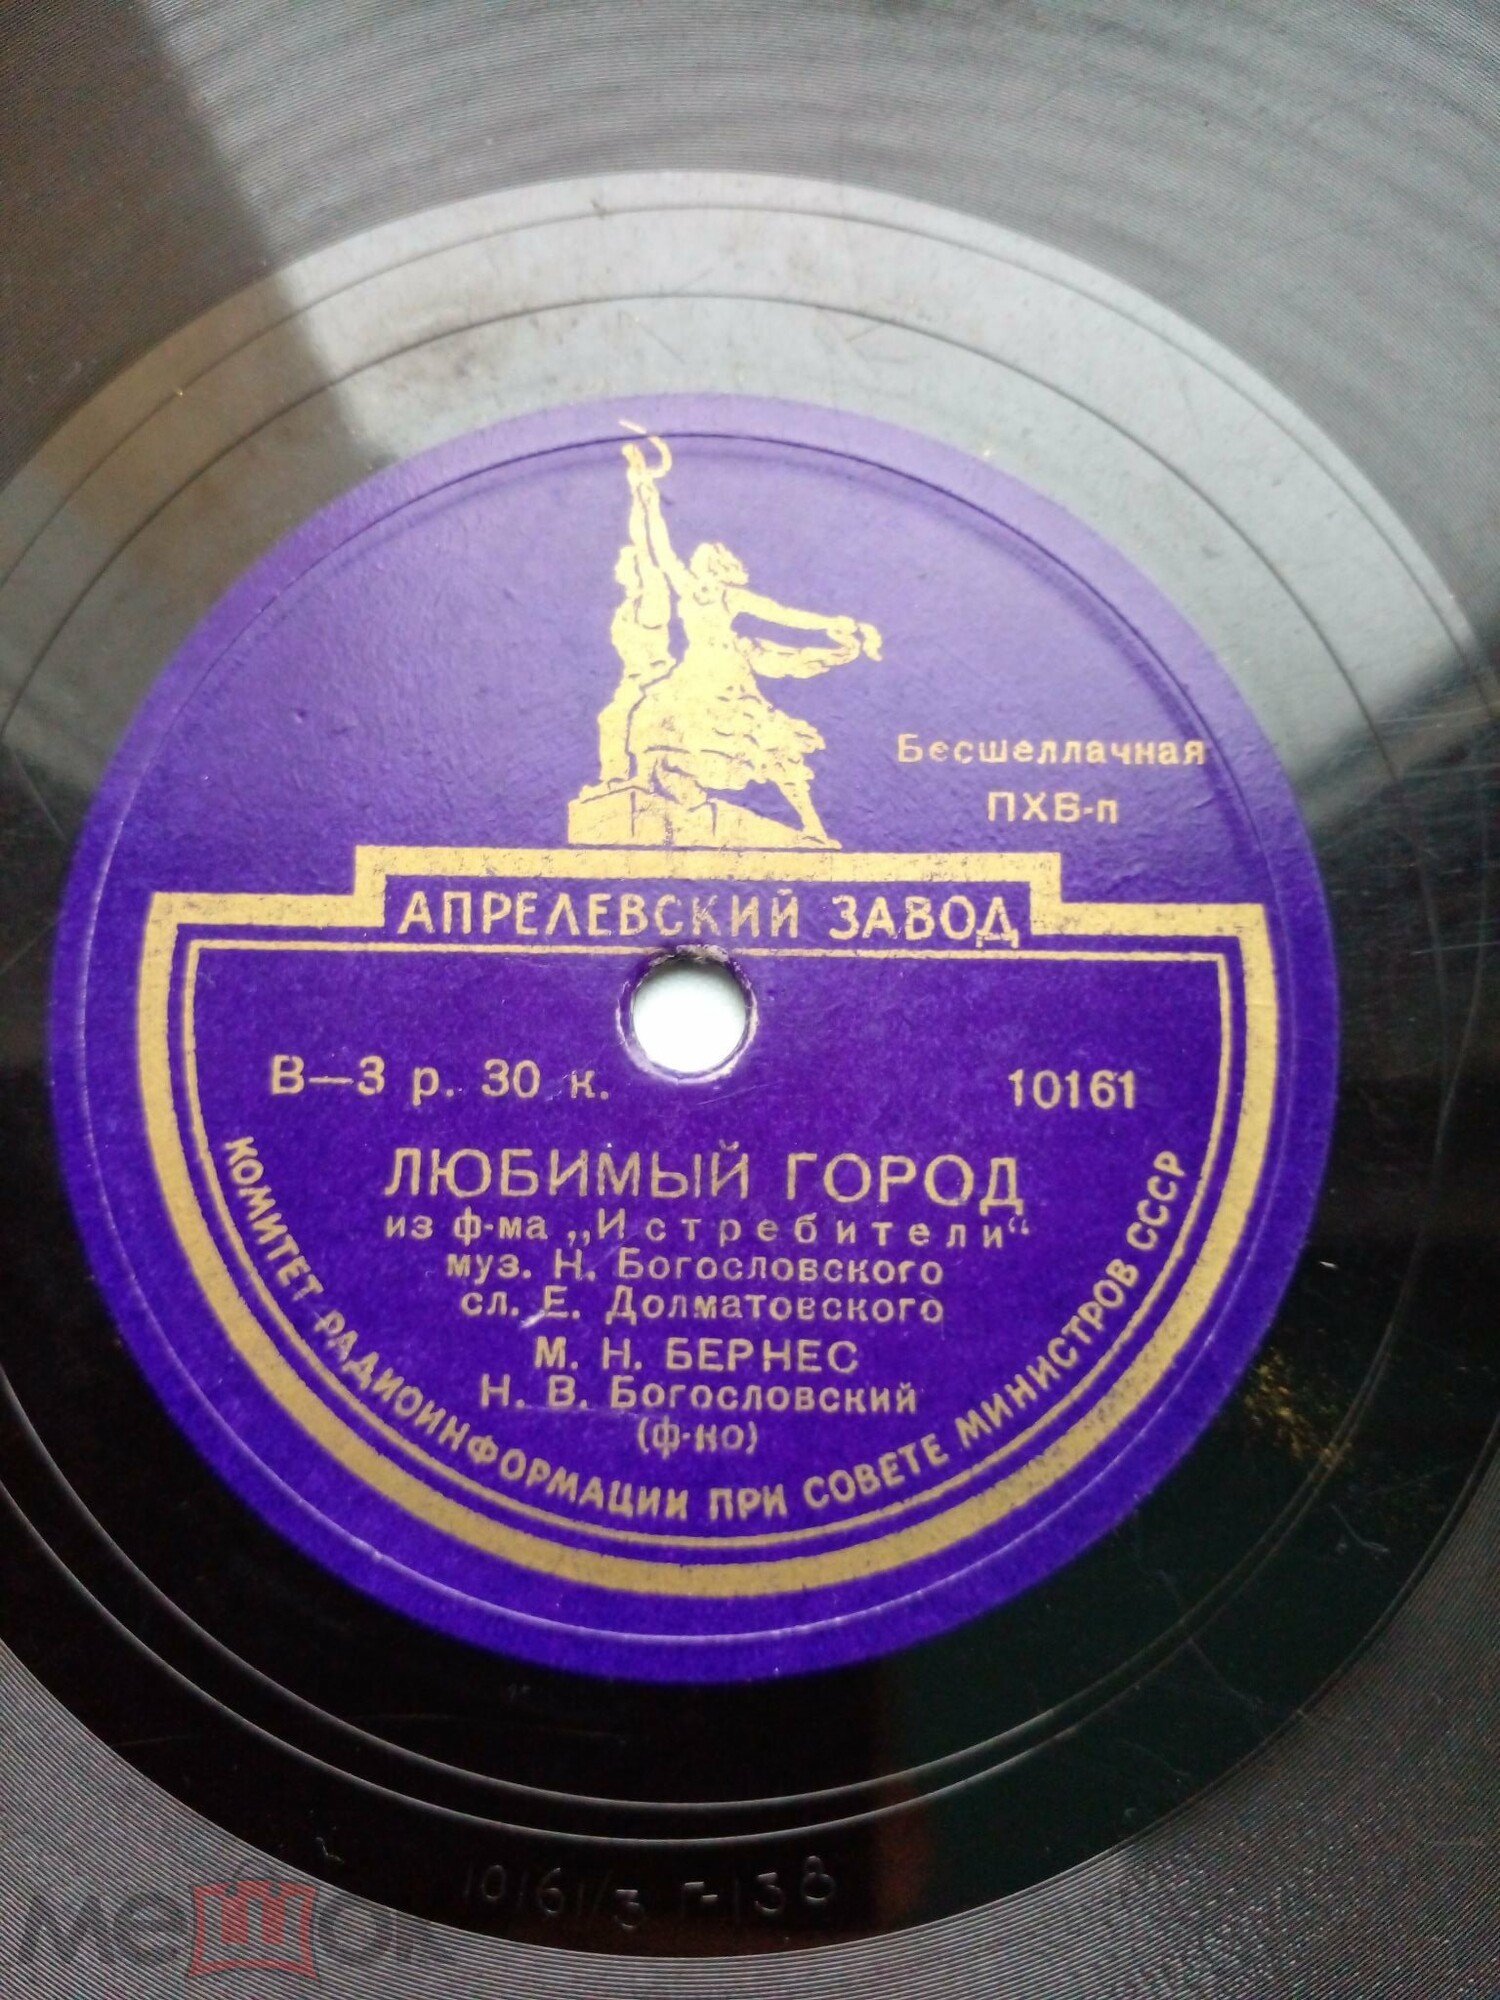 Бесшеллачная
ПХВ-п
АПРЕЛЕВСКИЙ ЗАВОД
В—3 р. 30 к.
10161
ЛЮБИМЫЙ ГОРОД
из ф-ма „Истребители“
муз. Н. Богословского
сл. Е. Долматовского
М. Н. БЕРНЕС
Н. В. Богословский
(ф-но)
КОМИТЕТ РАДИОИНФОРМАЦИИ ПРИ СОВЕТЕ МИНИСТРОВ СССР
10161/3 Г-138
мешок